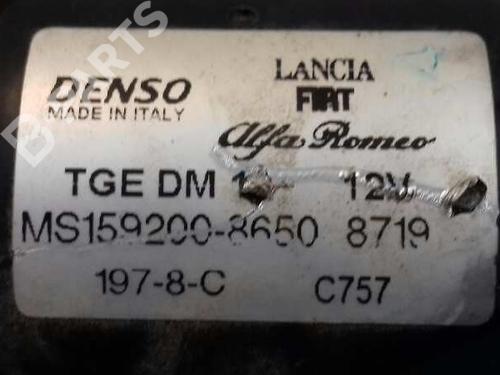 DENSO
MADE IN ITALY
LANCIA
FIAT
Alfa Romeo
TGE DM 12V
MS159200-8650 8719
197-8-C C757